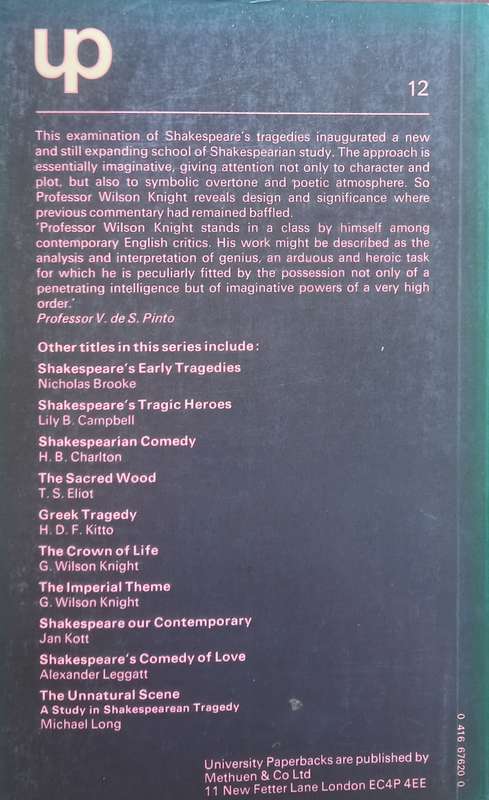 up
12
This examination of Shakespeare's tragedies inaugurated a new
and still expanding school of Shakespearian study. The approach is
essentially imaginative, giving attention not only to character and
plot, but also to symbolic overtone and poetic atmosphere. So
Professor Wilson Knight reveals design and significance where
previous commentary had remained baffled.
'Professor Wilson Knight stands in a class by himself among
contemporary English critics. His work might be described as the
analysis and interpretation of genius, an arduous and heroic task
for which he is peculiarly fitted by the possession not only of a
penetrating intelligence but of imaginative powers of a very high
order.'
Professor V. de S. Pinto
Other titles in this series include:
Shakespeare's Early Tragedies
Nicholas Brooke
Shakespeare's Tragic Heroes
Lily B. Campbell
Shakespearian Comedy
H. B. Charlton
The Sacred Wood
T. S. Eliot
Greek Tragedy
H. D. F. Kitto
The Crown of Life
G. Wilson Knight
The Imperial Theme
G. Wilson Knight
Shakespeare our Contemporary
Jan Kott
Shakespeare's Comedy of Love
Alexander Leggatt
The Unnatural Scene
A Study in Shakespearean Tragedy
Michael Long
University Paperbacks are published by
Methuen & Co Ltd
11 New Fetter Lane London EC4P 4EE
0 416 67620 0